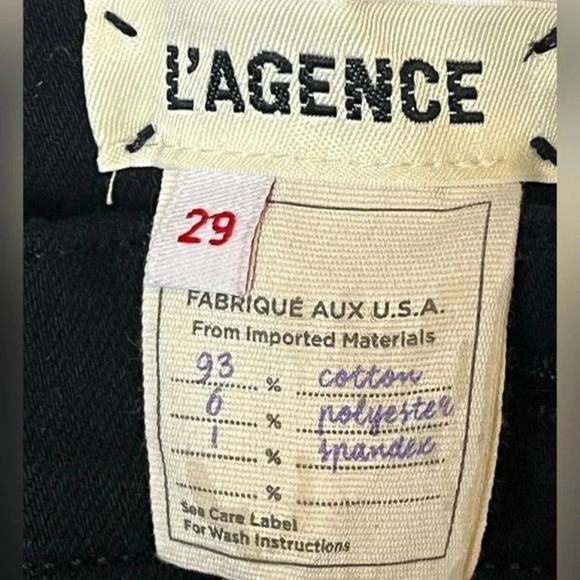 L'AGENCE
29
FABRIQUÉ AUX U.S.A.
From Imported Materials
93 % cotton
6 % polyester
1 % spandex
%
See Care Label
For Wash Instructions